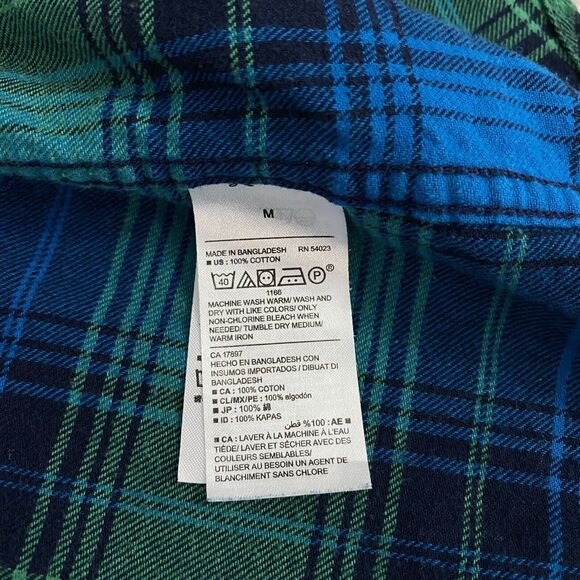 M
MADE IN BANGLADESH RN 54023
■ US : 100% COTTON
40 P ®
1166
MACHINE WASH WARM/ WASH AND
DRY WITH LIKE COLORS/ ONLY
NON-CHLORINE BLEACH WHEN
NEEDED/ TUMBLE DRY MEDIUM/
WARM IRON
CA 17897
HECHO EN BANGLADESH CON
INSUMOS IMPORTADOS / DIBUAT DI
BANGLADESH
■ CA : 100% COTON
■ CL/MX/PE : 100% algodón
■ JP : 100% 綿
■ ID : 100% KAPAS
قطن %100 : AE ■
■ CA : LAVER À LA MACHINE À L'EAU
TIÈDE/ LAVER ET SÉCHER AVEC DES
COULEURS SEMBLABLES/
UTILISER AU BESOIN UN AGENT DE
BLANCHIMENT SANS CHLORE